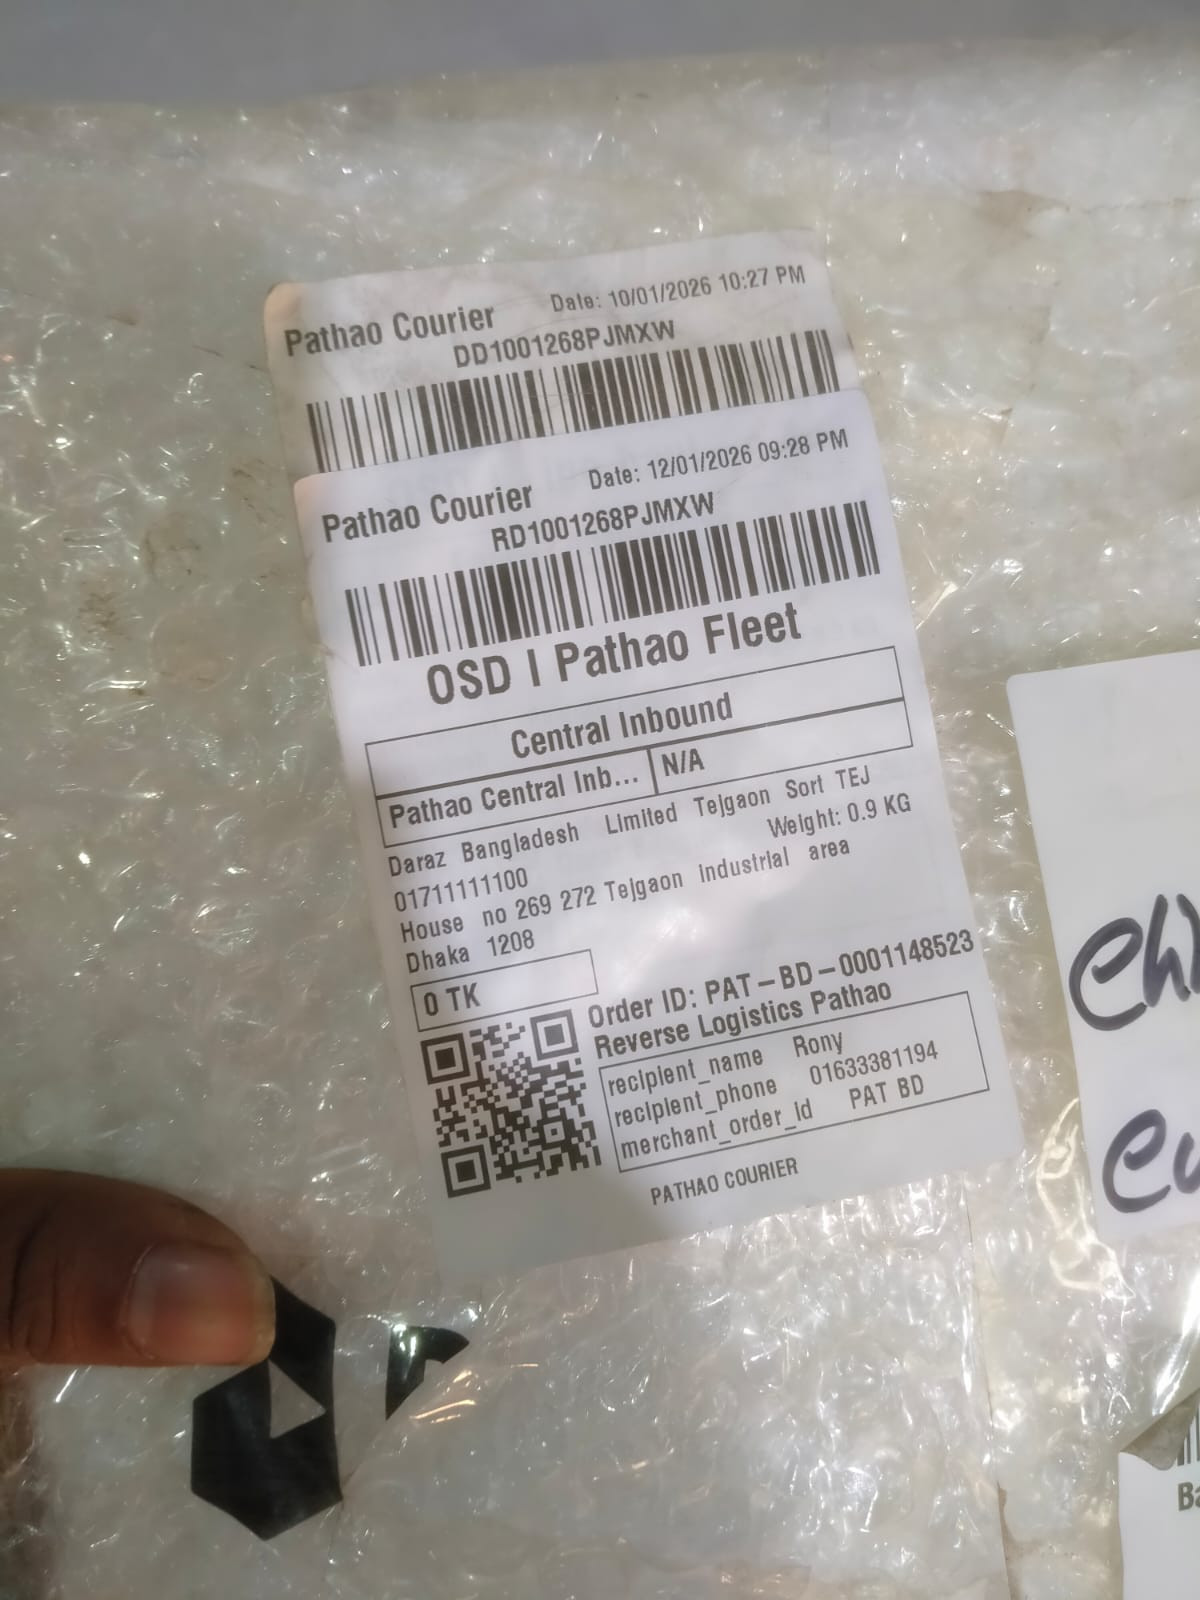 Pathao Courier
Date: 10/01/2026 10:27 PM
DD1001268PJMXW
Pathao Courier
Date: 12/01/2026 09:28 PM
RD1001268PJMXW
OSD | Pathao Fleet
Central Inbound
Pathao Central Inb... N/A
Daraz Bangladesh Limited Tejgaon Sort TEJ
01711111100
Weight: 0.9 KG
House no 269 272 Tejgaon industrial area
Dhaka 1208
0 TK
Order ID: PAT-BD-0001148523
Reverse Logistics Pathao
recipient_name Rony
recipient_phone 01633381194
merchant_order_id PAT BD
PATHAO COURIER